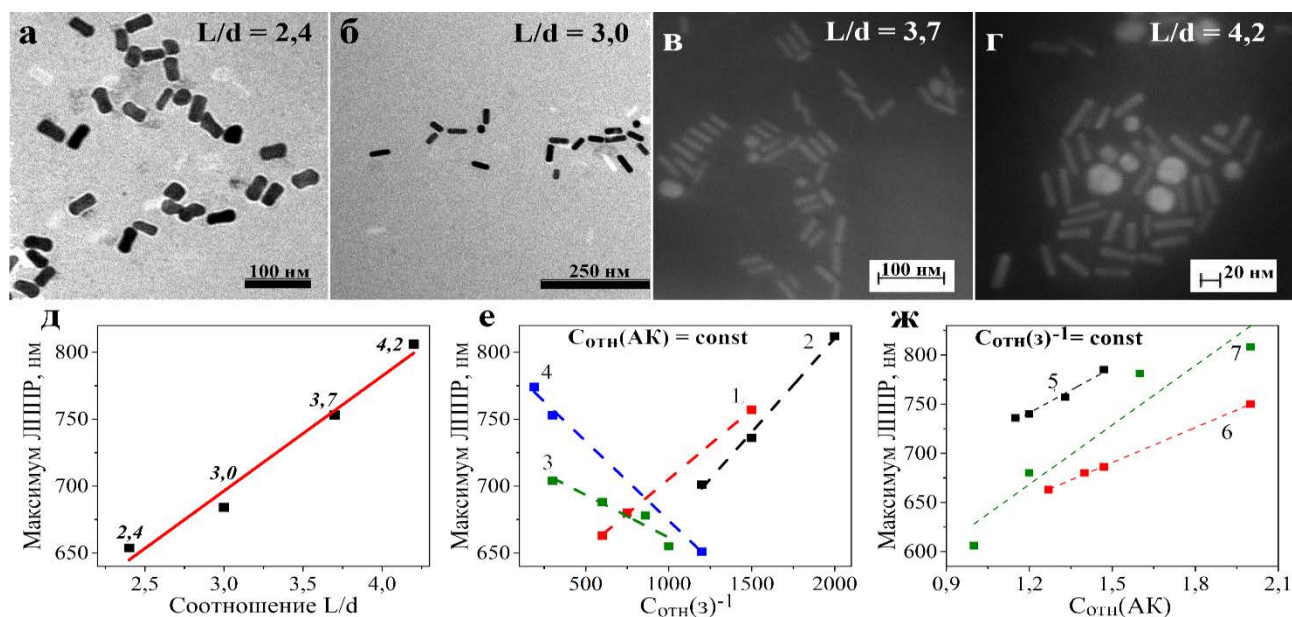 а
L/d = 2,4
100 нм
б
L/d = 3,0
250 нм
в
L/d = 3,7
100 нм
г
L/d = 4,2
20 нм
д
Максимум ЛППР, нм
800
750
700
650
2,4
3,0
3,7
4,2
2,5 3,0 3,5 4,0
Соотношение L/d
е
Cотн(АК) = const
Максимум ЛППР, нм
800
750
700
650
4
3
1
2
500 1000 1500 2000
Cотн(з)-1
ж
Cотн(з)-1= const
Максимум ЛППР, нм
800
750
700
650
600
5
7
6
0,9 1,2 1,5 1,8 2,1
Cотн(АК)